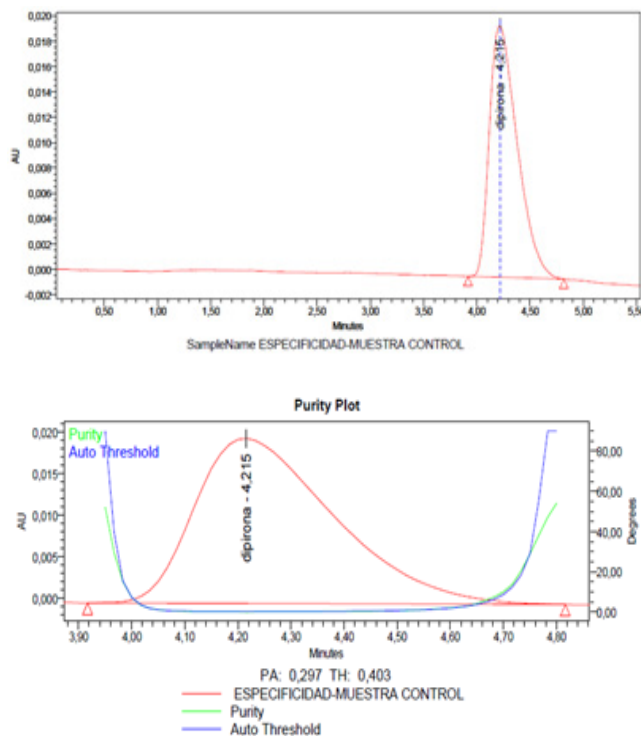 0,020
0,018
0,016
0,014
0,012
0,010
0,008
0,006
0,004
0,002
0,000
-0,002
AU
dipirona - 4,215
0,50 1,00 1,50 2,00 2,50 3,00 3,50 4,00 4,50 5,00 5,5
Minutes
SampleName ESPECIFICIDAD-MUESTRA CONTROL
Purity Plot
Purity
Auto Threshold
0,020
0,015
0,010
0,005
0,000
AU
dipirona - 4,215
80,00
60,00
40,00
20,00
0,00
Degrees
3,90 4,00 4,10 4,20 4,30 4,40 4,50 4,60 4,70 4,80
Minutes
PA: 0,297 TH: 0,403
ESPECIFICIDAD-MUESTRA CONTROL
Purity
Auto Threshold